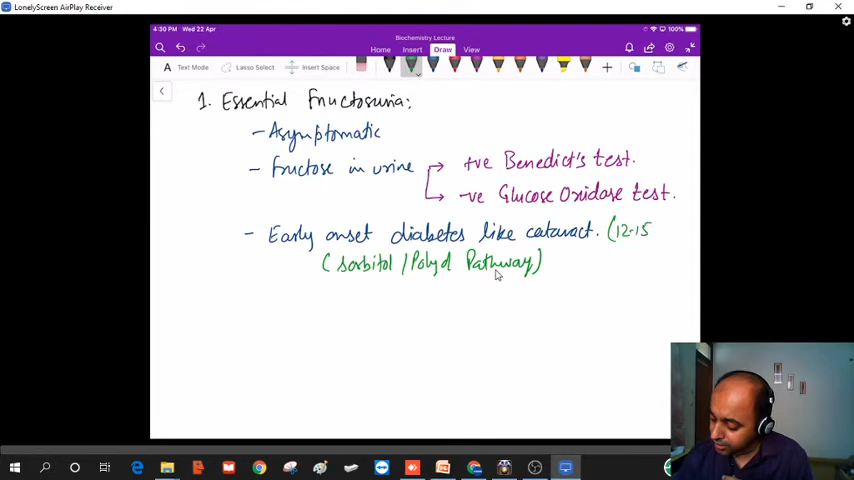 LonelyScreen AirPlay Receiver
4:30 PM Wed 22 Apr
100%
Biochemistry Lecture
Home Insert Draw View
A Text Mode Lasso Select Insert Space
1. Essential Fructosuria:
- Asymptomatic
- Fructose in urine → +ve Benedict's test.
→ -ve Glucose Oxidase test.
- Early onset diabetes like cataract. (12-15
(sorbitol / Polyol Pathway)